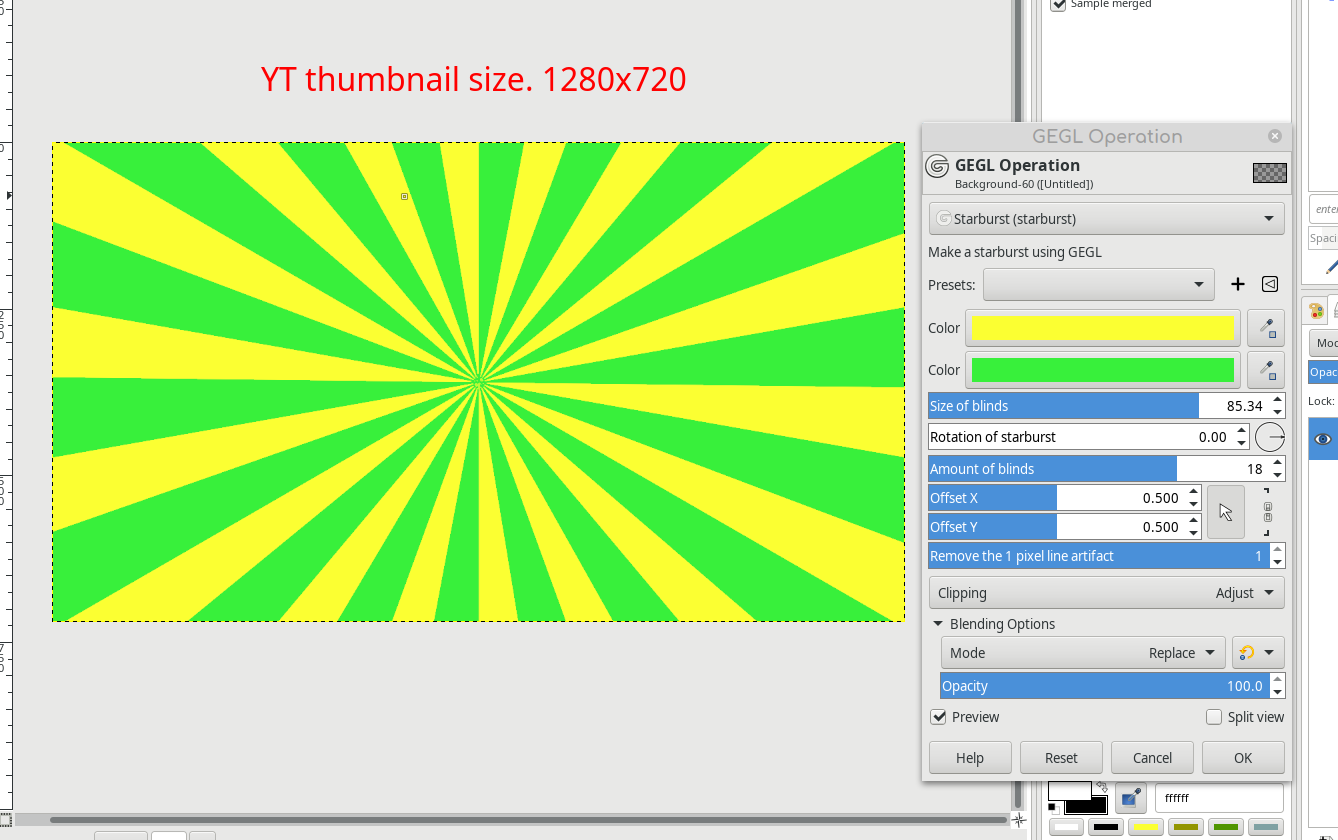 Sample merged
YT thumbnail size. 1280x720
GEGL Operation
GEGL Operation
Background-60 ([Untitled])
Starburst (starburst)
Make a starburst using GEGL
Presets:
Color
Color
Size of blinds 85.34
Rotation of starburst 0.00
Amount of blinds 18
Offset X 0.500
Offset Y 0.500
Remove the 1 pixel line artifact 1
Clipping Adjust
Blending Options
Mode Replace
Opacity 100.0
Preview Split view
Help Reset Cancel OK
ffffff
enter
Spaci
Mod
Opac
Lock: